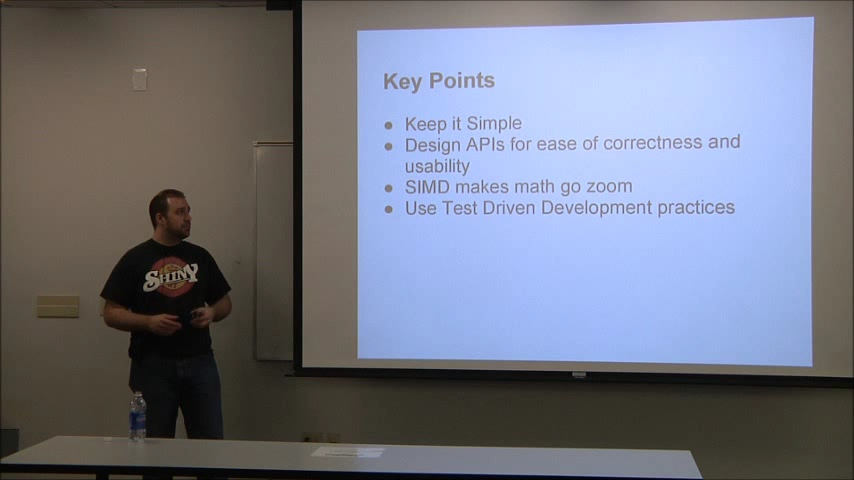 Key Points
● Keep it Simple
● Design APIs for ease of correctness and
usability
● SIMD makes math go zoom
● Use Test Driven Development practices
SHINY